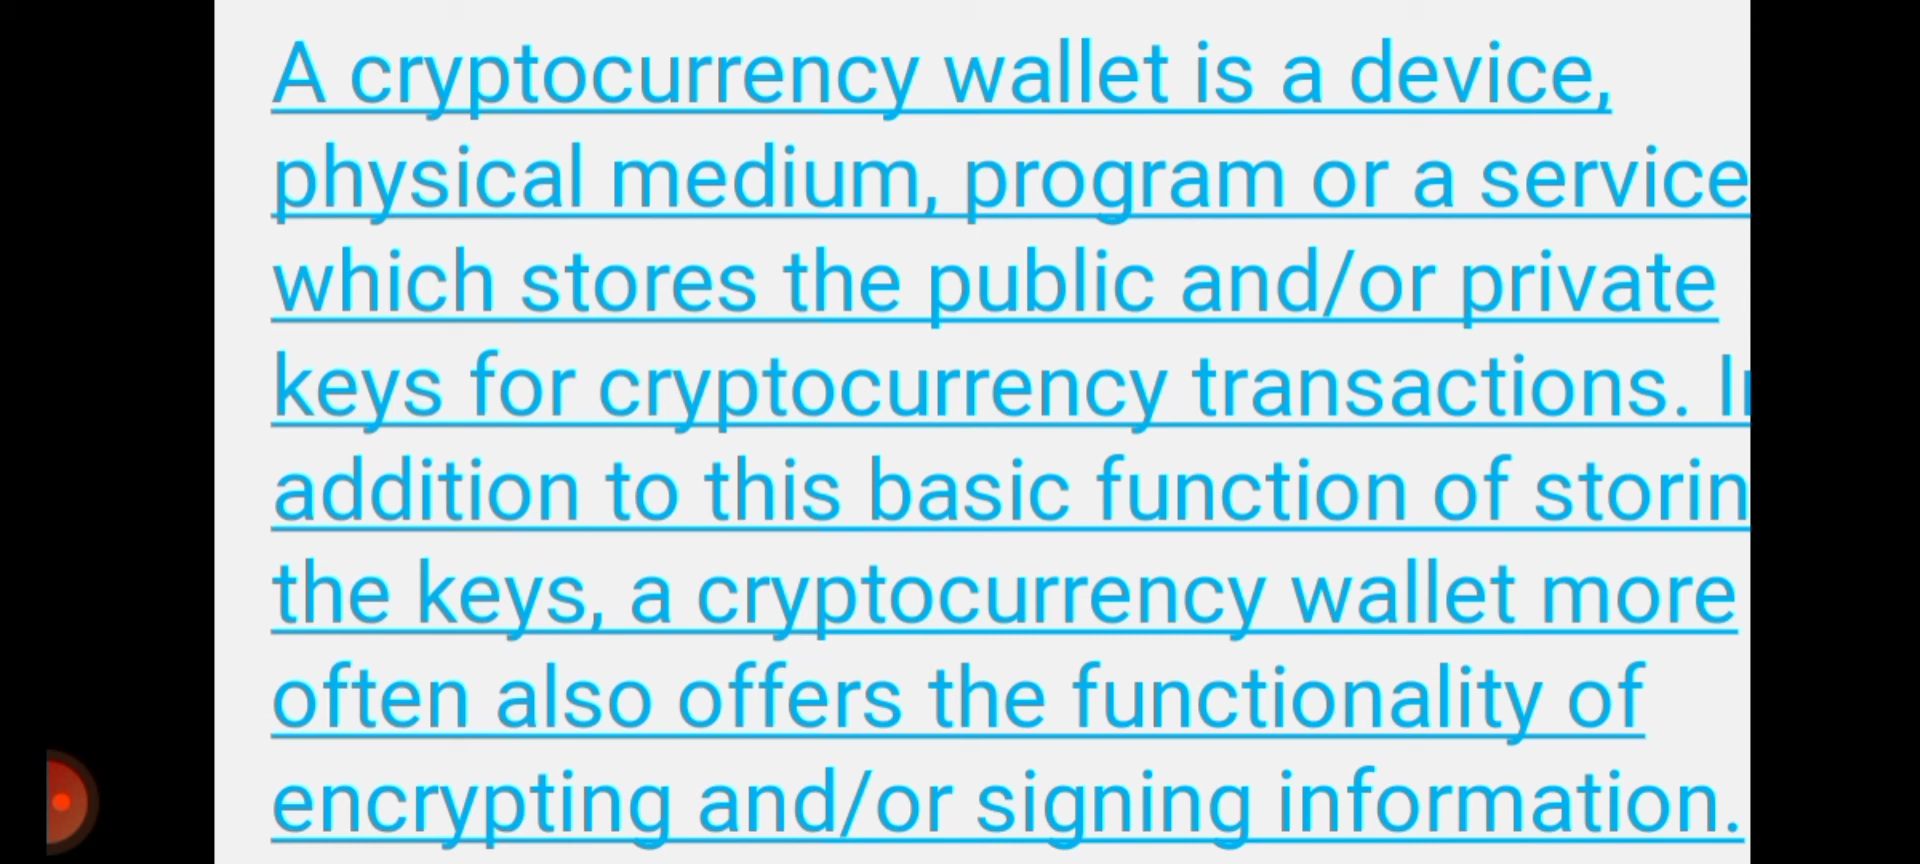 A cryptocurrency wallet is a device,
physical medium, program or a service
which stores the public and/or private
keys for cryptocurrency transactions. I
addition to this basic function of storin
the keys, a cryptocurrency wallet more
often also offers the functionality of
encrypting and/or signing information.